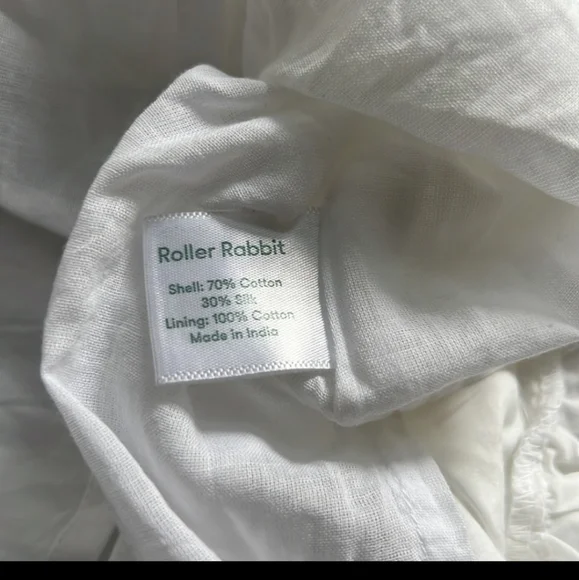 Roller Rabbit
Shell: 70% Cotton
30% Silk
Lining: 100% Cotton
Made in India